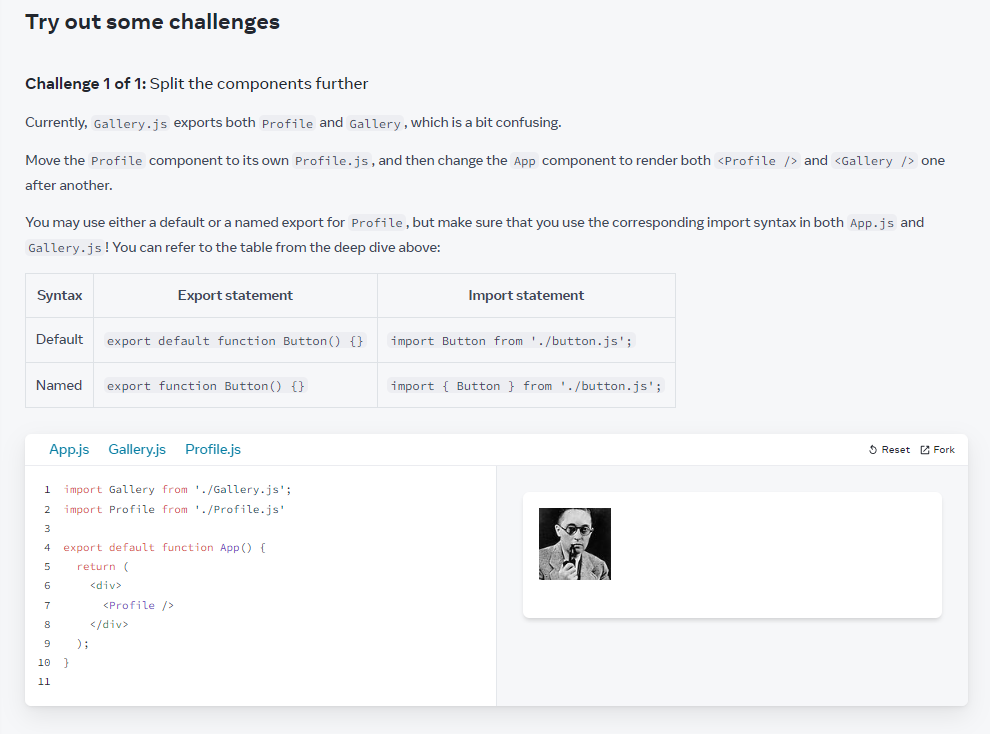 Try out some challenges
Challenge 1 of 1: Split the components further
Currently, Gallery.js exports both Profile and Gallery, which is a bit confusing.
Move the Profile component to its own Profile.js, and then change the App component to render both <Profile /> and <Gallery /> one
after another.
You may use either a default or a named export for Profile, but make sure that you use the corresponding import syntax in both App.js and
Gallery.js! You can refer to the table from the deep dive above:
Syntax Export statement Import statement
Default export default function Button() {} import Button from './button.js';
Named export function Button() {} import { Button } from './button.js';
App.js Gallery.js Profile.js Reset Fork
1 import Gallery from './Gallery.js';
2 import Profile from './Profile.js'
3
4 export default function App() {
5 return (
6 <div>
7 <Profile />
8 </div>
9 );
10 }
11